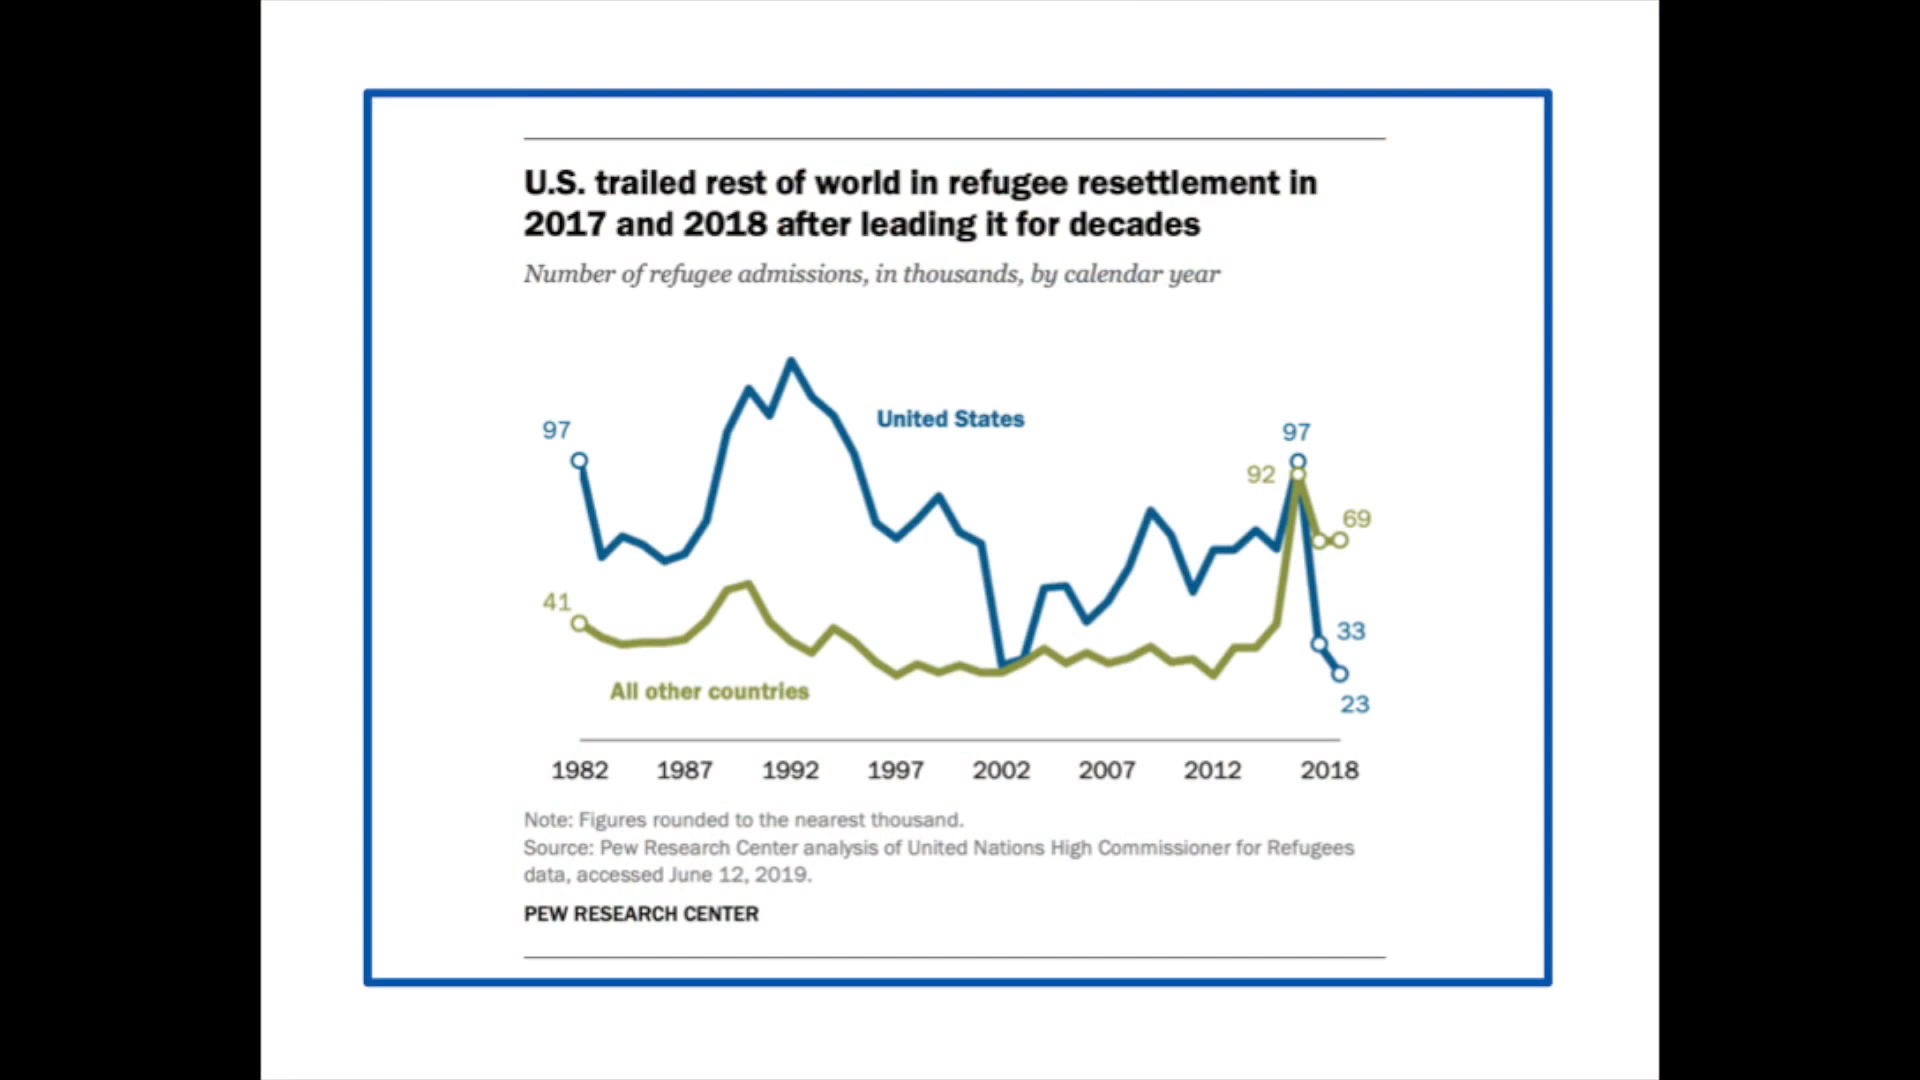 U.S. trailed rest of world in refugee resettlement in
2017 and 2018 after leading it for decades
Number of refugee admissions, in thousands, by calendar year
97
United States
97
92
69
41
33
All other countries
23
1982 1987 1992 1997 2002 2007 2012 2018
Note: Figures rounded to the nearest thousand.
Source: Pew Research Center analysis of United Nations High Commissioner for Refugees
data, accessed June 12, 2019.
PEW RESEARCH CENTER